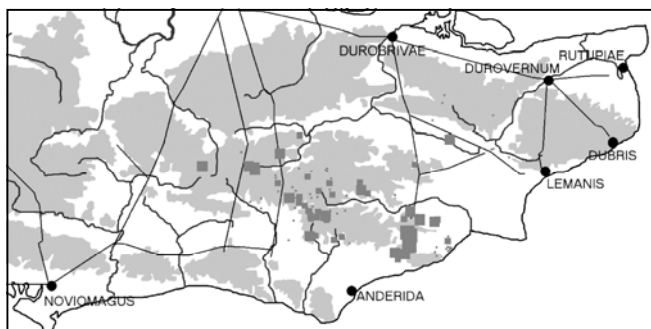 DUROBRIVAE
RUTUPIAE
DUROVERNUM
DUBRIS
LEMANIS
ANDERIDA
NOVIOMAGUS